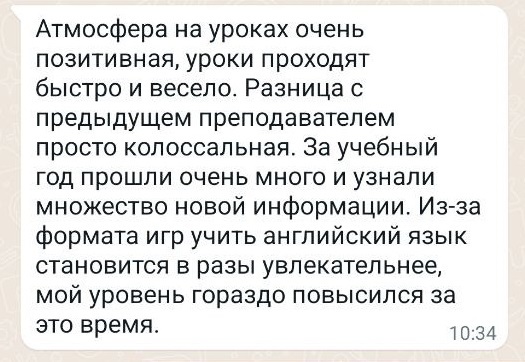 Атмосфера на уроках очень
позитивная, уроки проходят
быстро и весело. Разница с
предыдущем преподавателем
просто колоссальная. За учебный
год прошли очень много и узнали
множество новой информации. Из-за
формата игр учить английский язык
становится в разы увлекательнее,
мой уровень гораздо повысился за
это время.
10:34